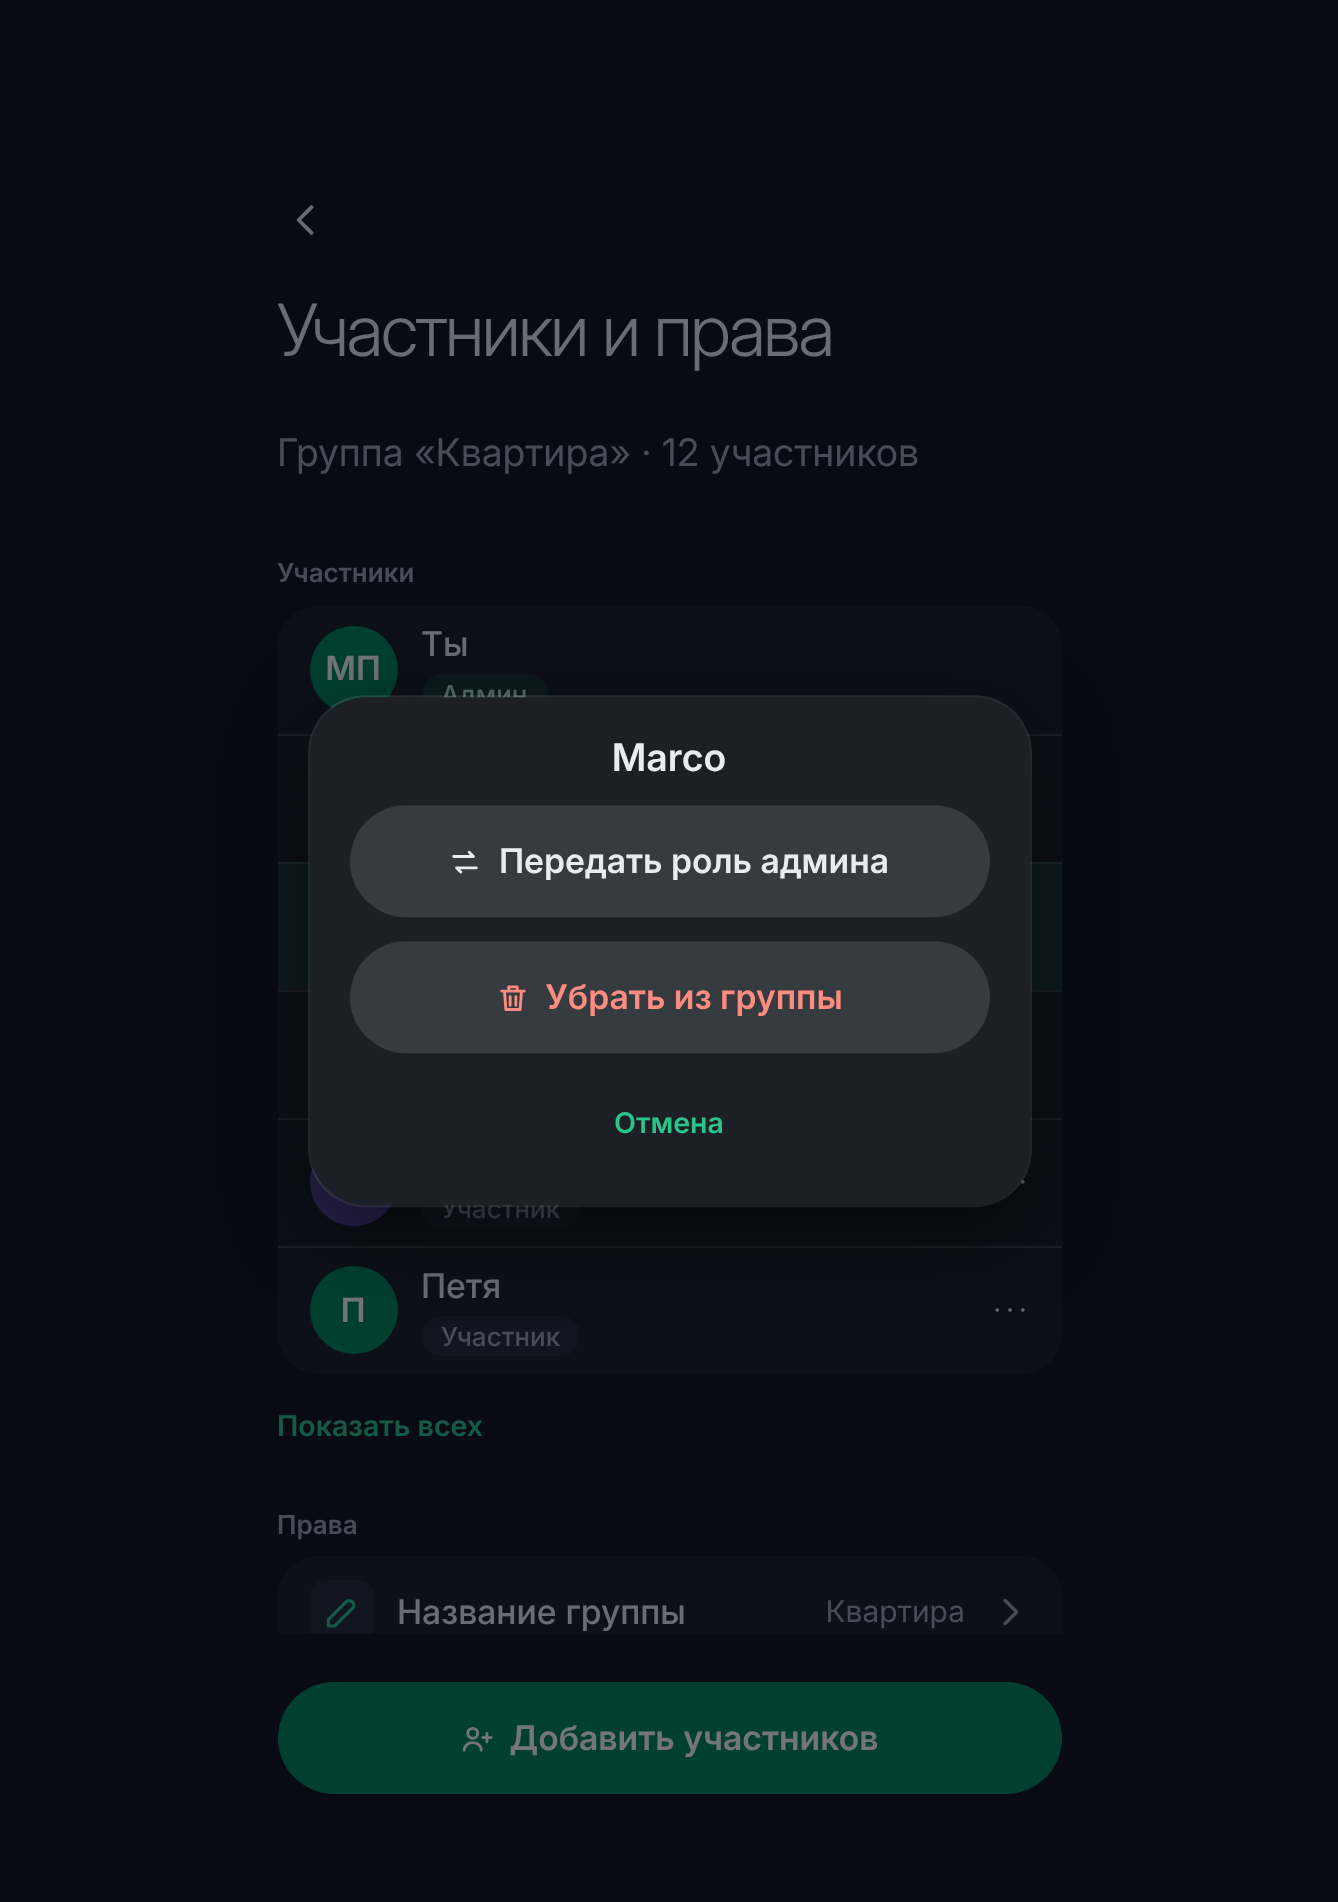 Участники и права
Группа «Квартира» · 12 участников
Участники
МП
Ты
Админ
Marco
Передать роль админа
Убрать из группы
Отмена
Участник
П
Петя
Участник
Показать всех
Права
Название группы
Квартира
Добавить участников